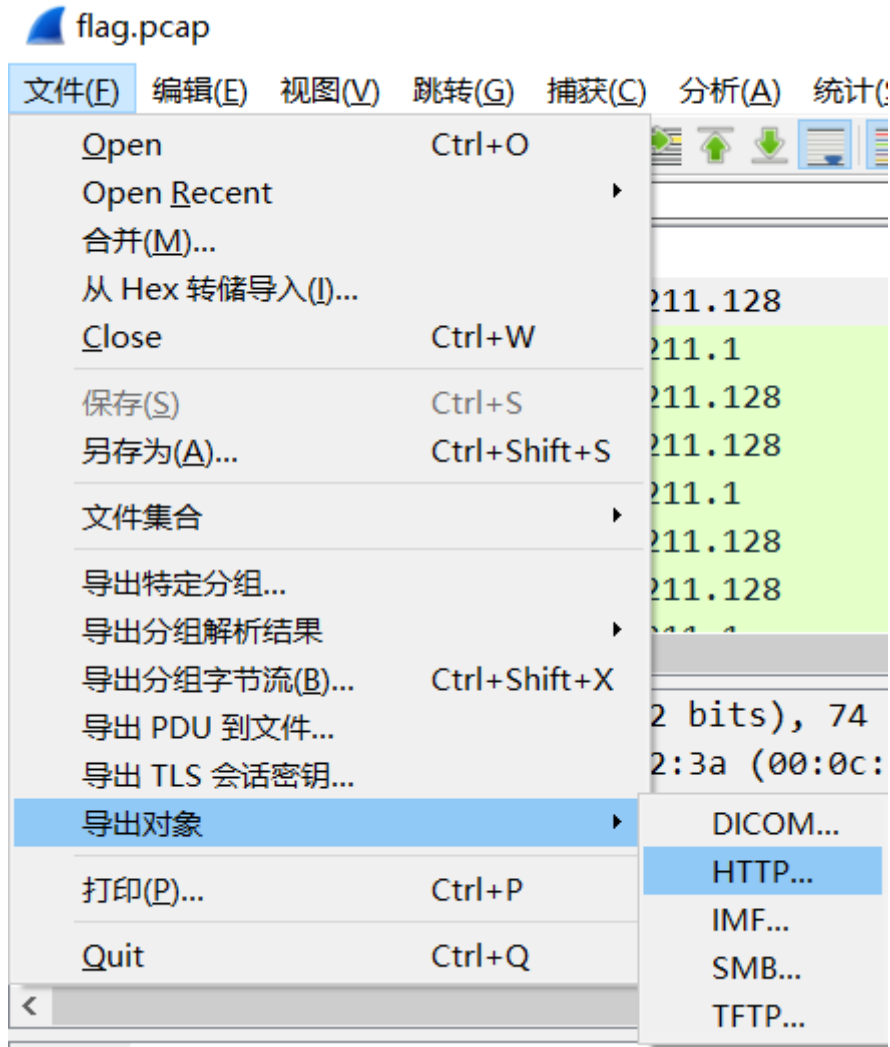 flag.pcap
文件(F) 编辑(E) 视图(V) 跳转(G) 捕获(C) 分析(A) 统计(S
Open Ctrl+O
Open Recent
合并(M)...
从 Hex 转储导入(I)...
Close Ctrl+W
保存(S) Ctrl+S
另存为(A)... Ctrl+Shift+S
文件集合
导出特定分组...
导出分组解析结果
导出分组字节流(B)... Ctrl+Shift+X
导出 PDU 到文件...
导出 TLS 会话密钥...
导出对象
打印(P)... Ctrl+P
Quit Ctrl+Q
211.128
211.1
211.128
211.128
211.1
211.128
211.128
2 bits), 74
2:3a (00:0c:
DICOM...
HTTP...
IMF...
SMB...
TFTP...